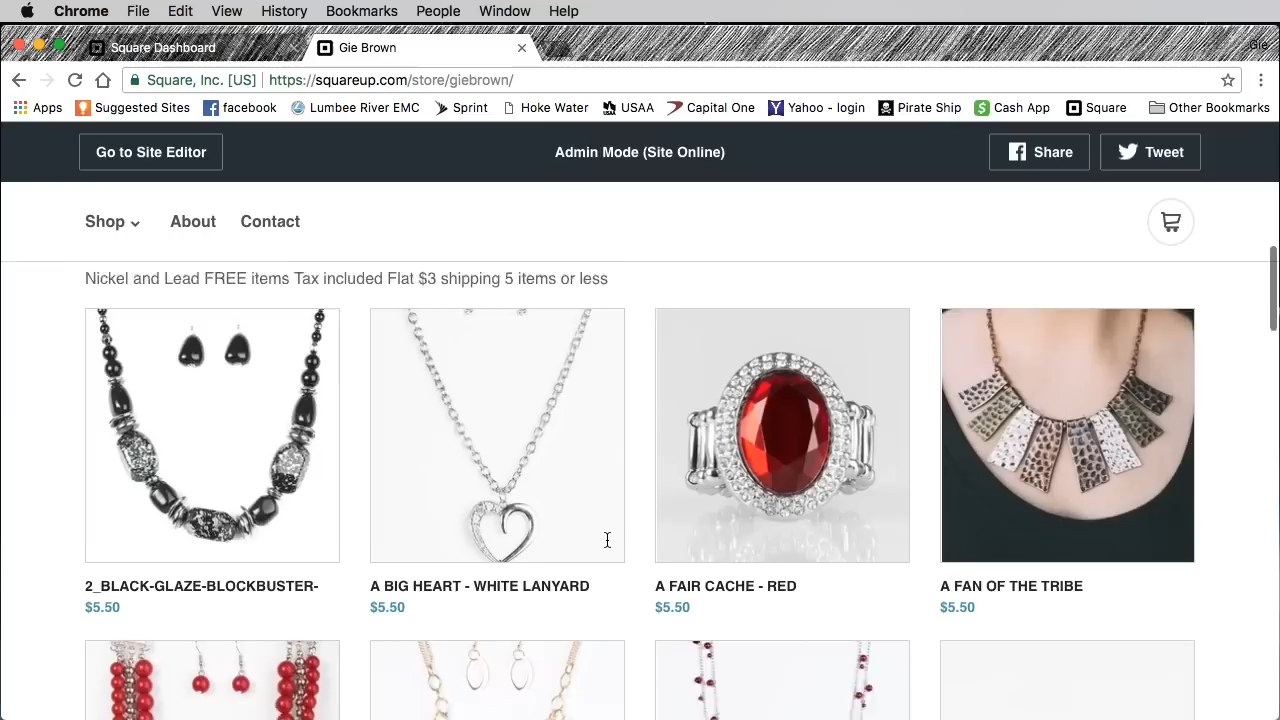 Chrome File Edit View History Bookmarks People Window Help
Square Dashboard
Gie Brown
Gie
Square, Inc. [US] https://squareup.com/store/giebrown/
Apps Suggested Sites facebook Lumbee River EMC Sprint Hoke Water USAA Capital One Yahoo - login Pirate Ship Cash App Square Other Bookmarks
Go to Site Editor Admin Mode (Site Online) Share Tweet
Shop About Contact
Nickel and Lead FREE items Tax included Flat $3 shipping 5 items or less
2_BLACK-GLAZE-BLOCKBUSTER- A BIG HEART - WHITE LANYARD A FAIR CACHE - RED A FAN OF THE TRIBE
$5.50 $5.50 $5.50 $5.50